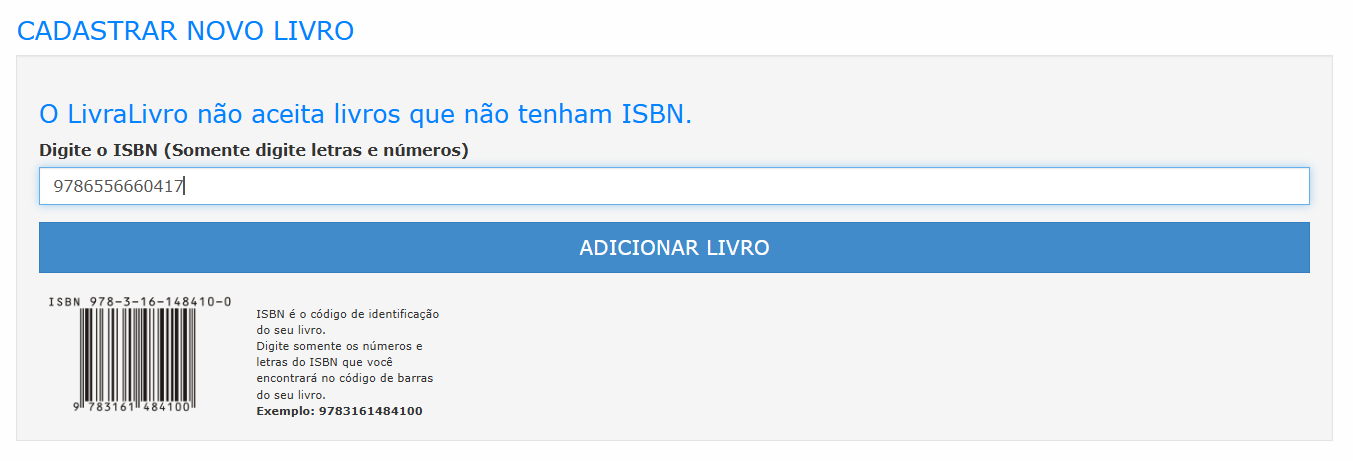 CADASTRAR NOVO LIVRO
O LivraLivro não aceita livros que não tenham ISBN.
Digite o ISBN (Somente digite letras e números)
9786556660417
ADICIONAR LIVRO
ISBN 978-3-16-148410-0
9 783161 484100
ISBN é o código de identificação
do seu livro.
Digite somente os números e
letras do ISBN que você
encontrará no código de barras
do seu livro.
Exemplo: 9783161484100